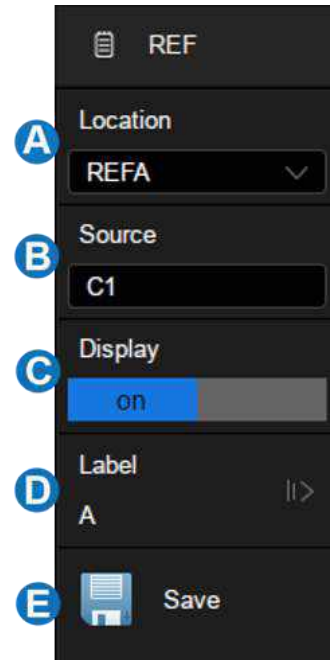 REF
A
Location
REFA
B
Source
C1
C
Display
on
D
Label
A
E
Save